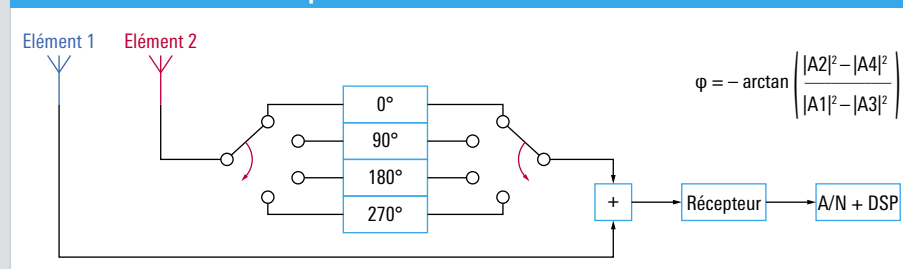 Elément 1 Elément 2
φ = – arctan ( |A2|² – |A4|² / |A1|² – |A3|² )
0°
90°
180°
270°
+ Récepteur A/N + DSP